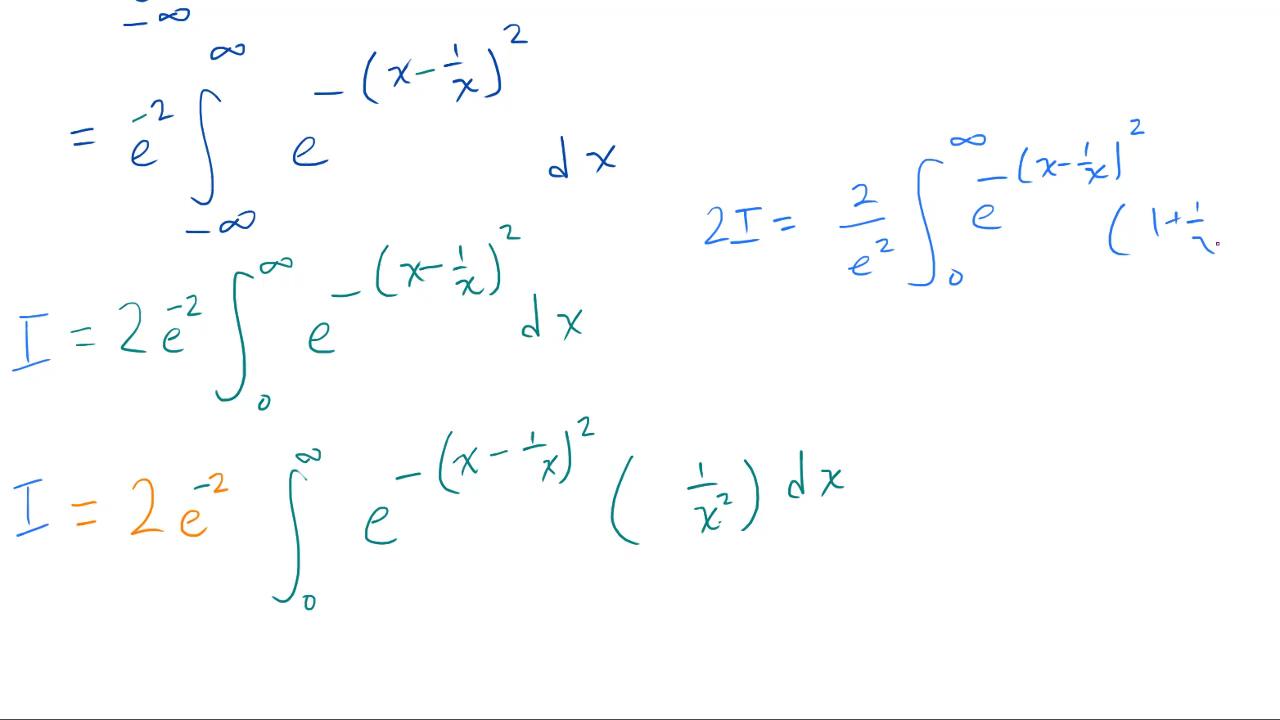 -∞
= e^{-2} ∫_{-∞}^{∞} e^{-(x-1/x)^2} dx
I = 2e^{-2} ∫_0^∞ e^{-(x-1/x)^2} dx
I = 2e^{-2} ∫_0^∞ e^{-(x-1/x)^2} (1/x^2) dx
2I = 2/e^2 ∫_0^∞ e^{-(x-1/x)^2} (1+1/